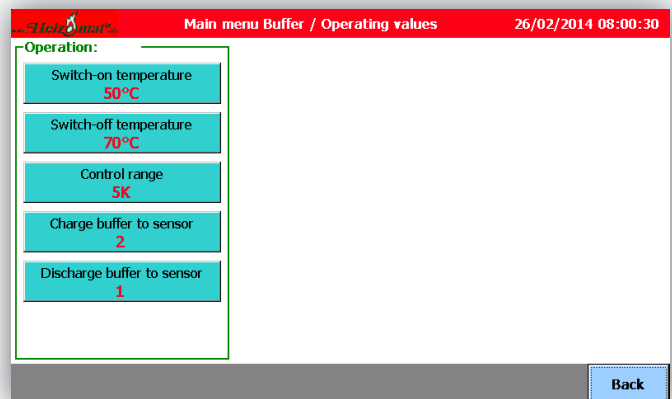 Heizomat
Main menu Buffer / Operating values
26/02/2014 08:00:30
Operation:
Switch-on temperature
50°C
Switch-off temperature
70°C
Control range
5K
Charge buffer to sensor
2
Discharge buffer to sensor
1
Back